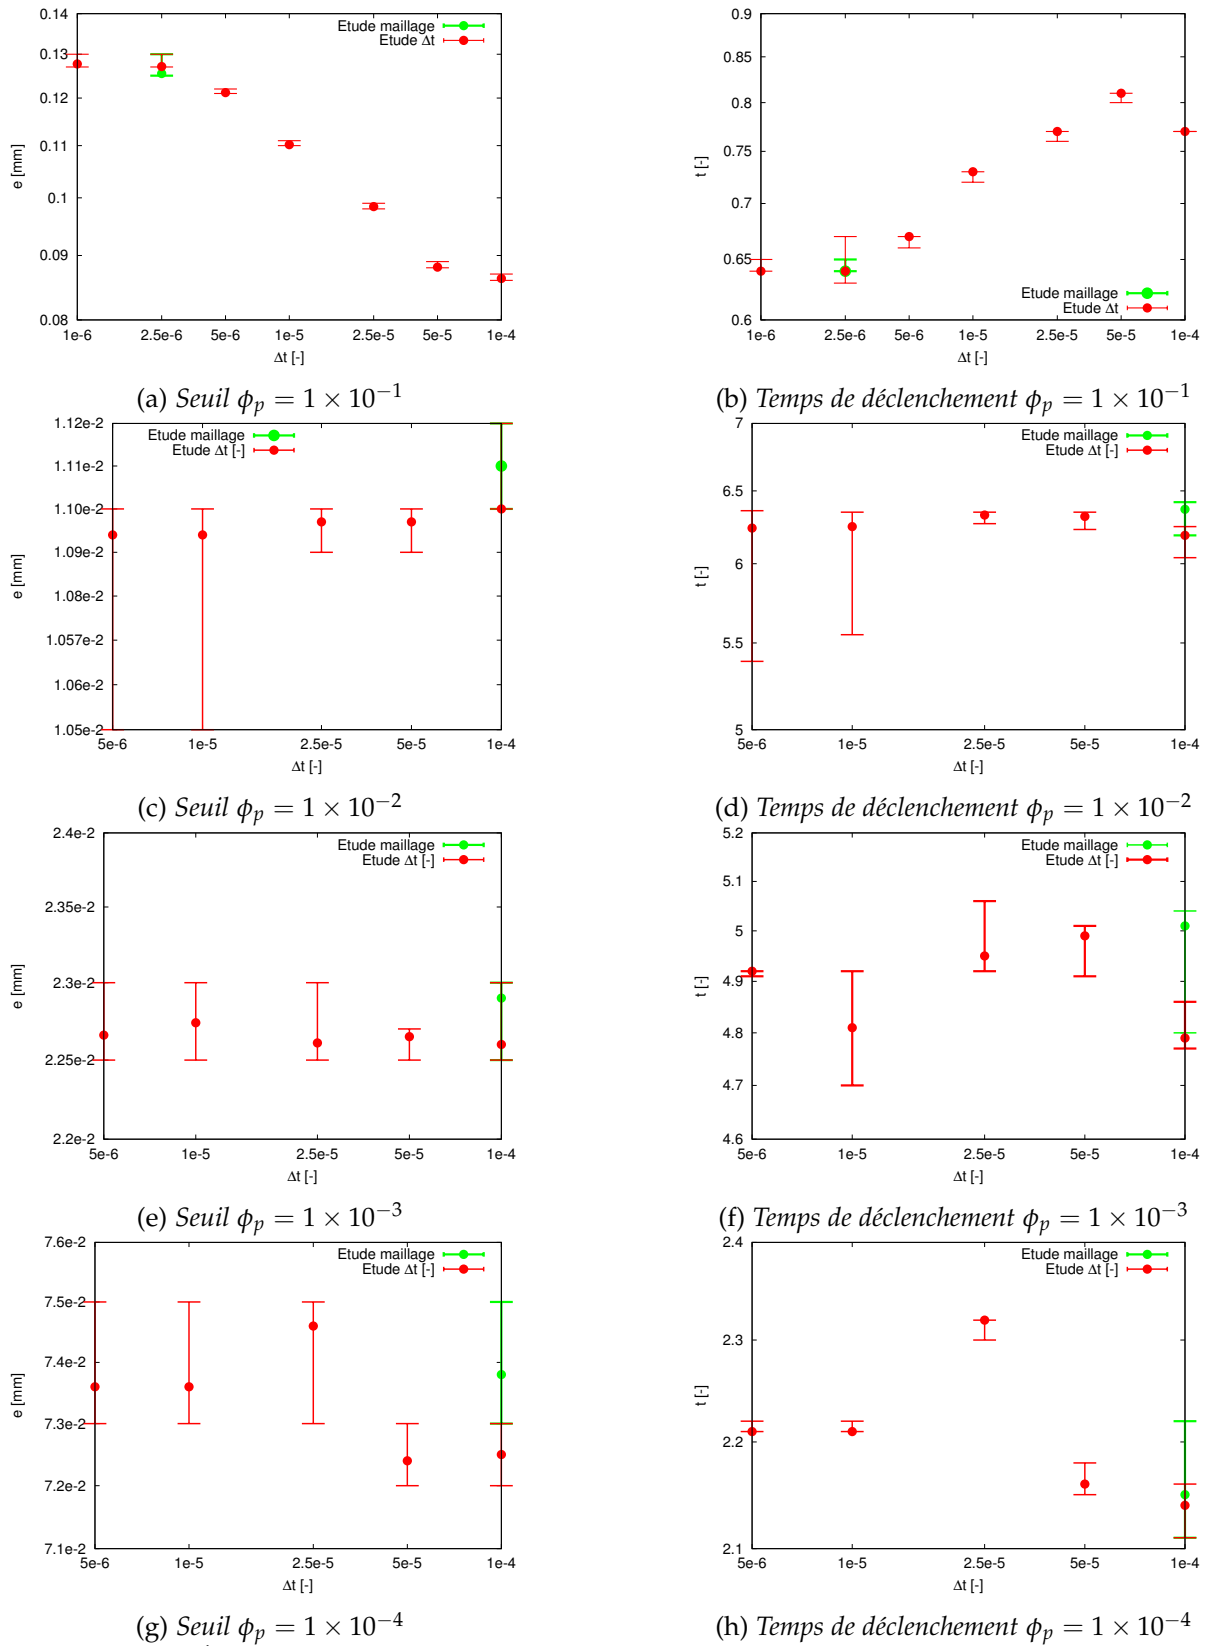 Etude maillage
Etude Δt
0.14
0.13
0.12
0.11
0.1
0.09
0.08
e [mm]
1e-6 2.5e-6 5e-6 1e-5 2.5e-5 5e-5 1e-4
Δt [-]
(a) Seuil ϕp = 1 × 10−1
0.9
0.85
0.8
0.75
0.7
0.65
0.6
t [-]
Etude maillage
Etude Δt
1e-6 2.5e-6 5e-6 1e-5 2.5e-5 5e-5 1e-4
Δt [-]
(b) Temps de déclenchement ϕp = 1 × 10−1
Etude maillage
Etude Δt [-]
1.12e-2
1.11e-2
1.10e-2
1.09e-2
1.08e-2
1.057e-2
1.06e-2
1.05e-2
e [mm]
5e-6 1e-5 2.5e-5 5e-5 1e-4
Δt [-]
(c) Seuil ϕp = 1 × 10−2
Etude maillage
Etude Δt [-]
7
6.5
6
5.5
5
t [-]
5e-6 1e-5 2.5e-5 5e-5 1e-4
Δt [-]
(d) Temps de déclenchement ϕp = 1 × 10−2
Etude maillage
Etude Δt [-]
2.4e-2
2.35e-2
2.3e-2
2.25e-2
2.2e-2
e [mm]
5e-6 1e-5 2.5e-5 5e-5 1e-4
Δt [-]
(e) Seuil ϕp = 1 × 10−3
Etude maillage
Etude Δt [-]
5.2
5.1
5
4.9
4.8
4.7
4.6
t [-]
5e-6 1e-5 2.5e-5 5e-5 1e-4
Δt [-]
(f) Temps de déclenchement ϕp = 1 × 10−3
Etude maillage
Etude Δt [-]
7.6e-2
7.5e-2
7.4e-2
7.3e-2
7.2e-2
7.1e-2
e [mm]
5e-6 1e-5 2.5e-5 5e-5 1e-4
Δt [-]
(g) Seuil ϕp = 1 × 10−4
Etude maillage
Etude Δt [-]
2.4
2.3
2.2
2.1
t [-]
5e-6 1e-5 2.5e-5 5e-5 1e-4
Δt [-]
(h) Temps de déclenchement ϕp = 1 × 10−4